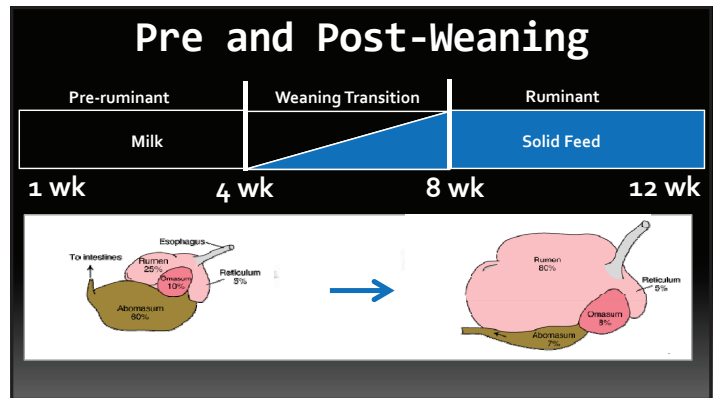 Pre and Post-Weaning
Pre-ruminant Weaning Transition Ruminant
Milk Solid Feed
1 wk 4 wk 8 wk 12 wk
Esophagus
To intestines
Rumen
25%
Omasum
10%
Reticulum
5%
Abomasum
60%
Rumen
80%
Reticulum
5%
Omasum
8%
Abomasum
7%